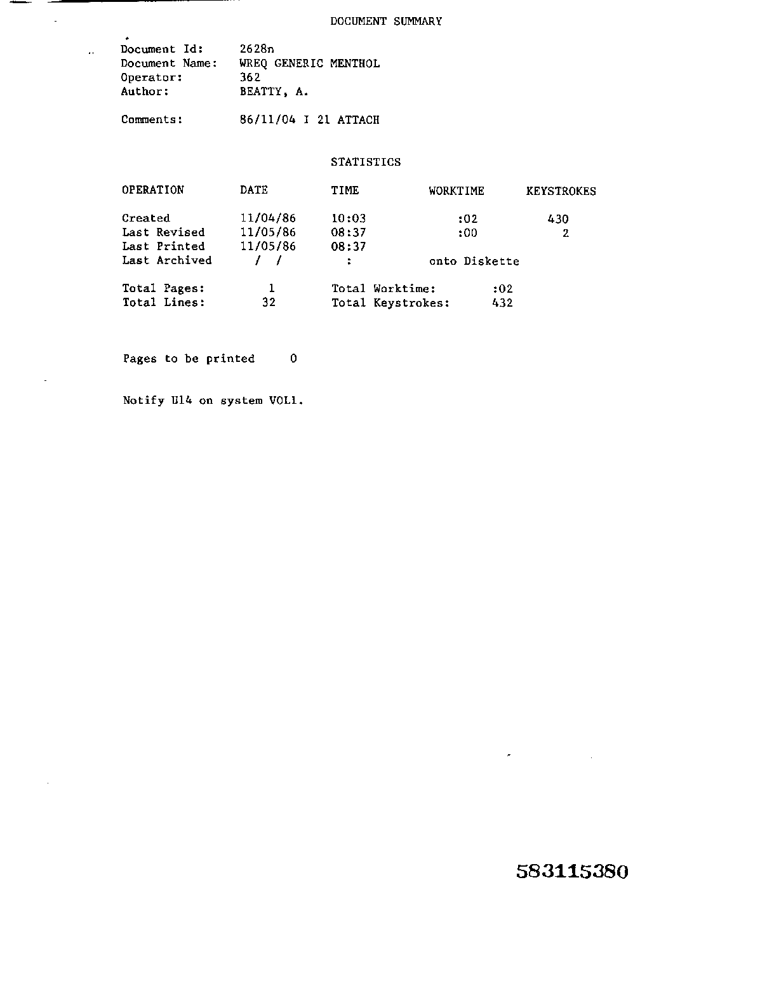 DOCUMENT SUMMARY
Document Id: 2628n
Document Name: WREQ GENERIC MENTHOL
Operator: 362
Author: BEATTY, A.
Comments: 86/11/04 I 21 ATTACH
STATISTICS
OPERATION DATE TIME WORKTIME KEYSTROKES
Created 11/04/86 10:03 :02 430
Last Revised 11/05/86 08:37 :00 2
Last Printed 11/05/86 08:37
Last Archived / / : onto Diskette
Total Pages: 1 Total Worktime: :02
Total Lines: 32 Total Keystrokes: 432
Pages to be printed 0
Notify U14 on system VOL1.
583115380